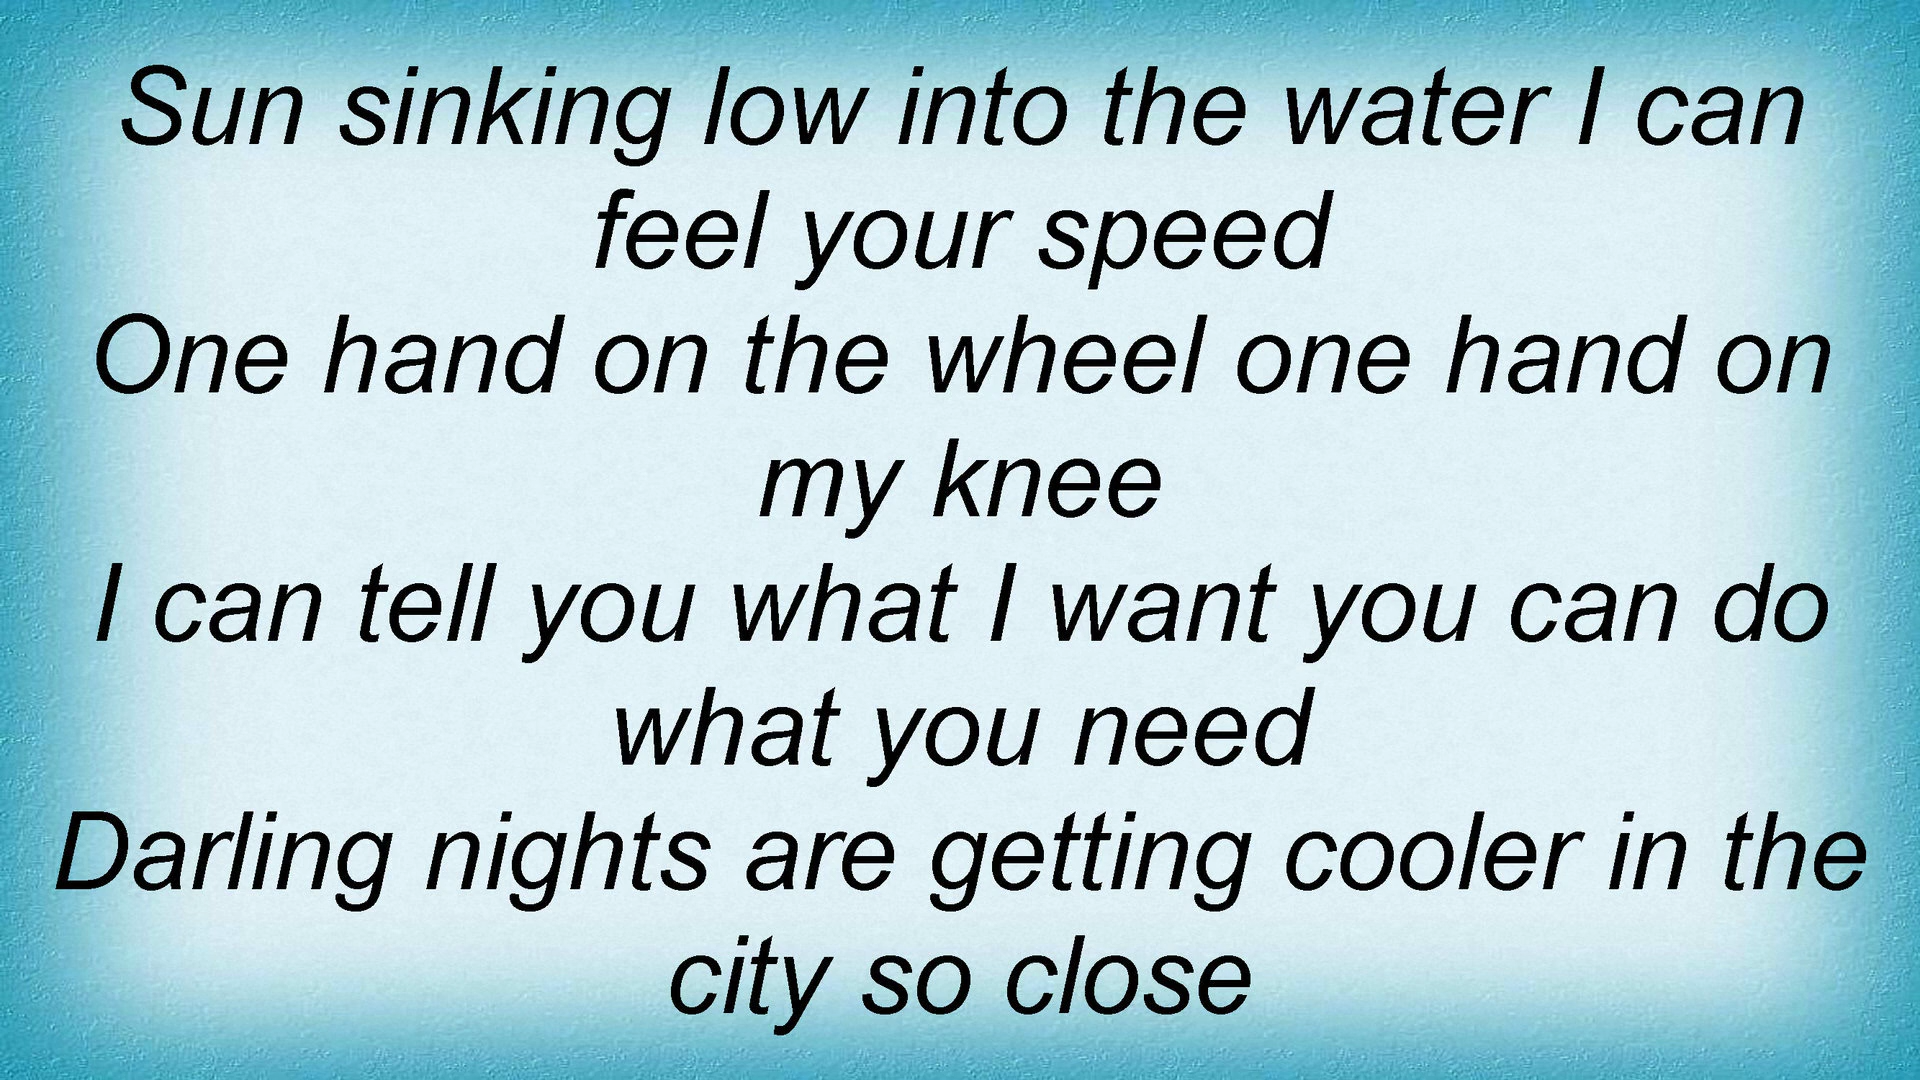 Sun sinking low into the water I can
feel your speed
One hand on the wheel one hand on
my knee
I can tell you what I want you can do
what you need
Darling nights are getting cooler in the
city so close